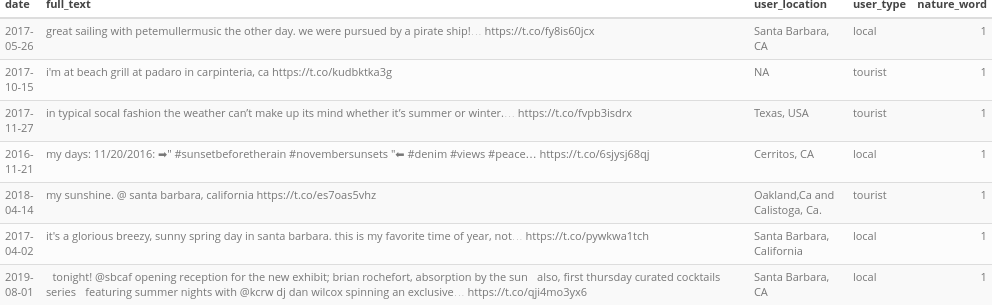 date full_text user_location user_type nature_word
2017- great sailing with petemullermusic the other day. we were pursued by a pirate ship!… https://t.co/fy8is60jcx Santa Barbara, local 1
05-26 CA
2017- i'm at beach grill at padaro in carpinteria, ca https://t.co/kudbktka3g NA tourist 1
10-15
2017- in typical socal fashion the weather can’t make up its mind whether it's summer or winter.… https://t.co/fvpb3isdrx Texas, USA tourist 1
11-27
2016- my days: 11/20/2016: ➡" #sunsetbeforetherain #novembersunsets "⬅ #denim #views #peace… https://t.co/6sjysj68qj Cerritos, CA local 1
11-21
2018- my sunshine. @ santa barbara, california https://t.co/es7oas5vhz Oakland,Ca and tourist 1
04-14 Calistoga, Ca.
2017- it's a glorious breezy, sunny spring day in santa barbara. this is my favorite time of year, not… https://t.co/pywkwa1tch Santa Barbara, local 1
04-02 California
2019- tonight! @sbcaf opening reception for the new exhibit; brian rochefort, absorption by the sun also, first thursday curated cocktails Santa Barbara, local 1
08-01 series featuring summer nights with @kcrw dj dan wilcox spinning an exclusive… https://t.co/qji4mo3yx6 CA